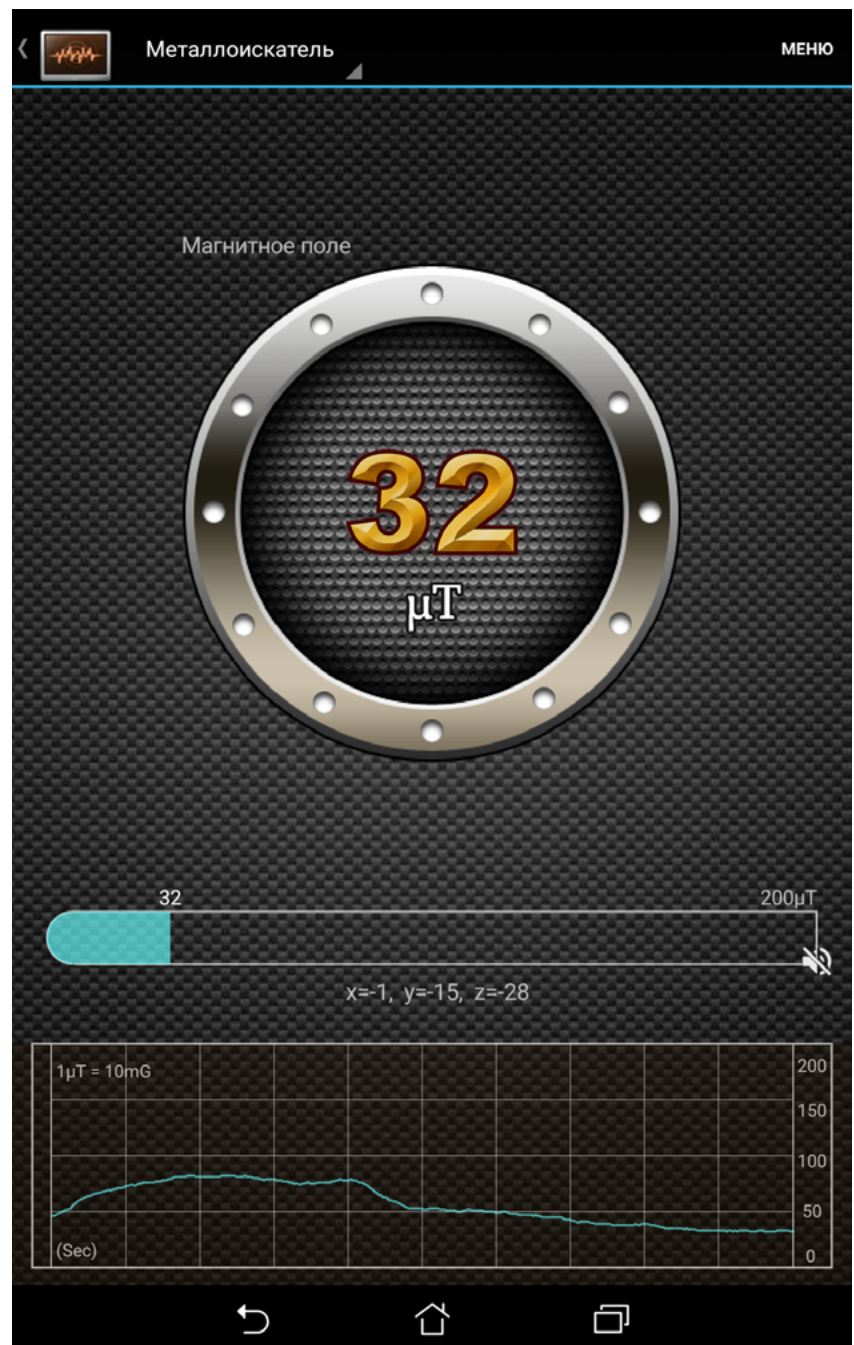 Металлоискатель
МЕНЮ
Магнитное поле
32
μT
32 200μT
x=-1, y=-15, z=-28
1μT = 10mG
200
150
100
50
(Sec) 0